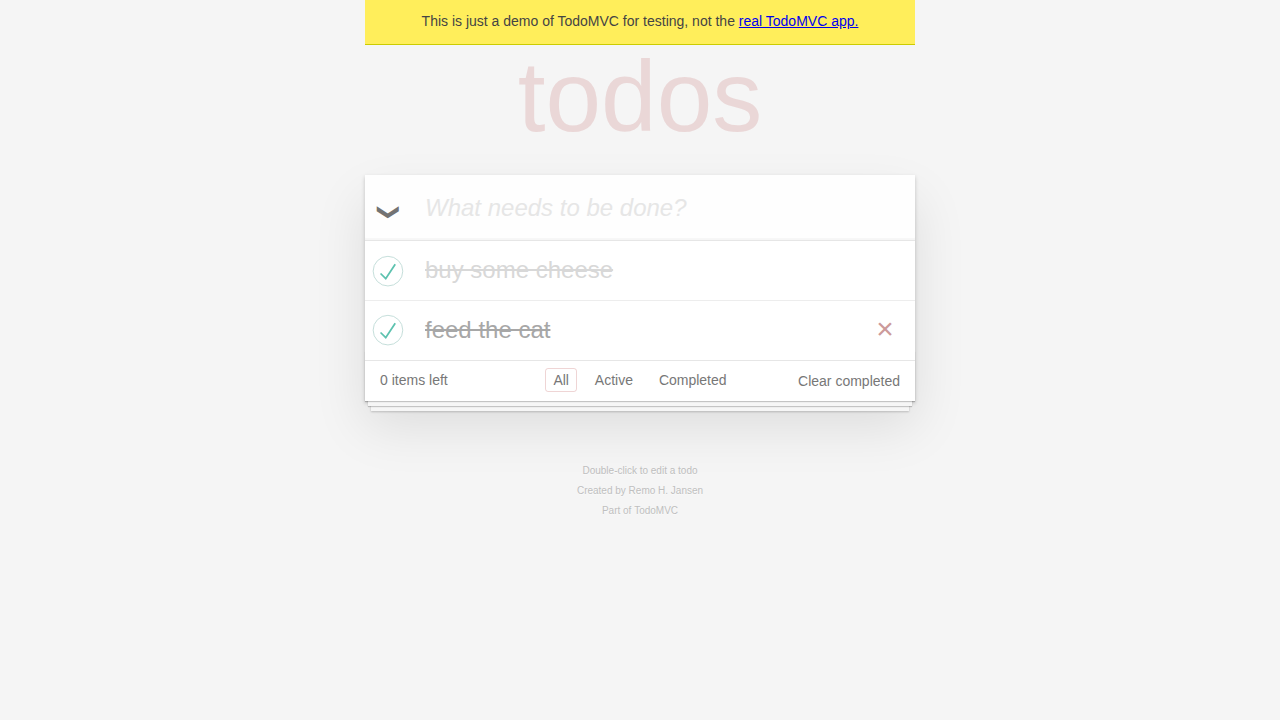 This is just a demo of TodoMVC for testing, not the real TodoMVC app.
todos
What needs to be done?
buy some cheese
feed the cat
0 items left All Active Completed Clear completed
Double-click to edit a todo
Created by Remo H. Jansen
Part of TodoMVC